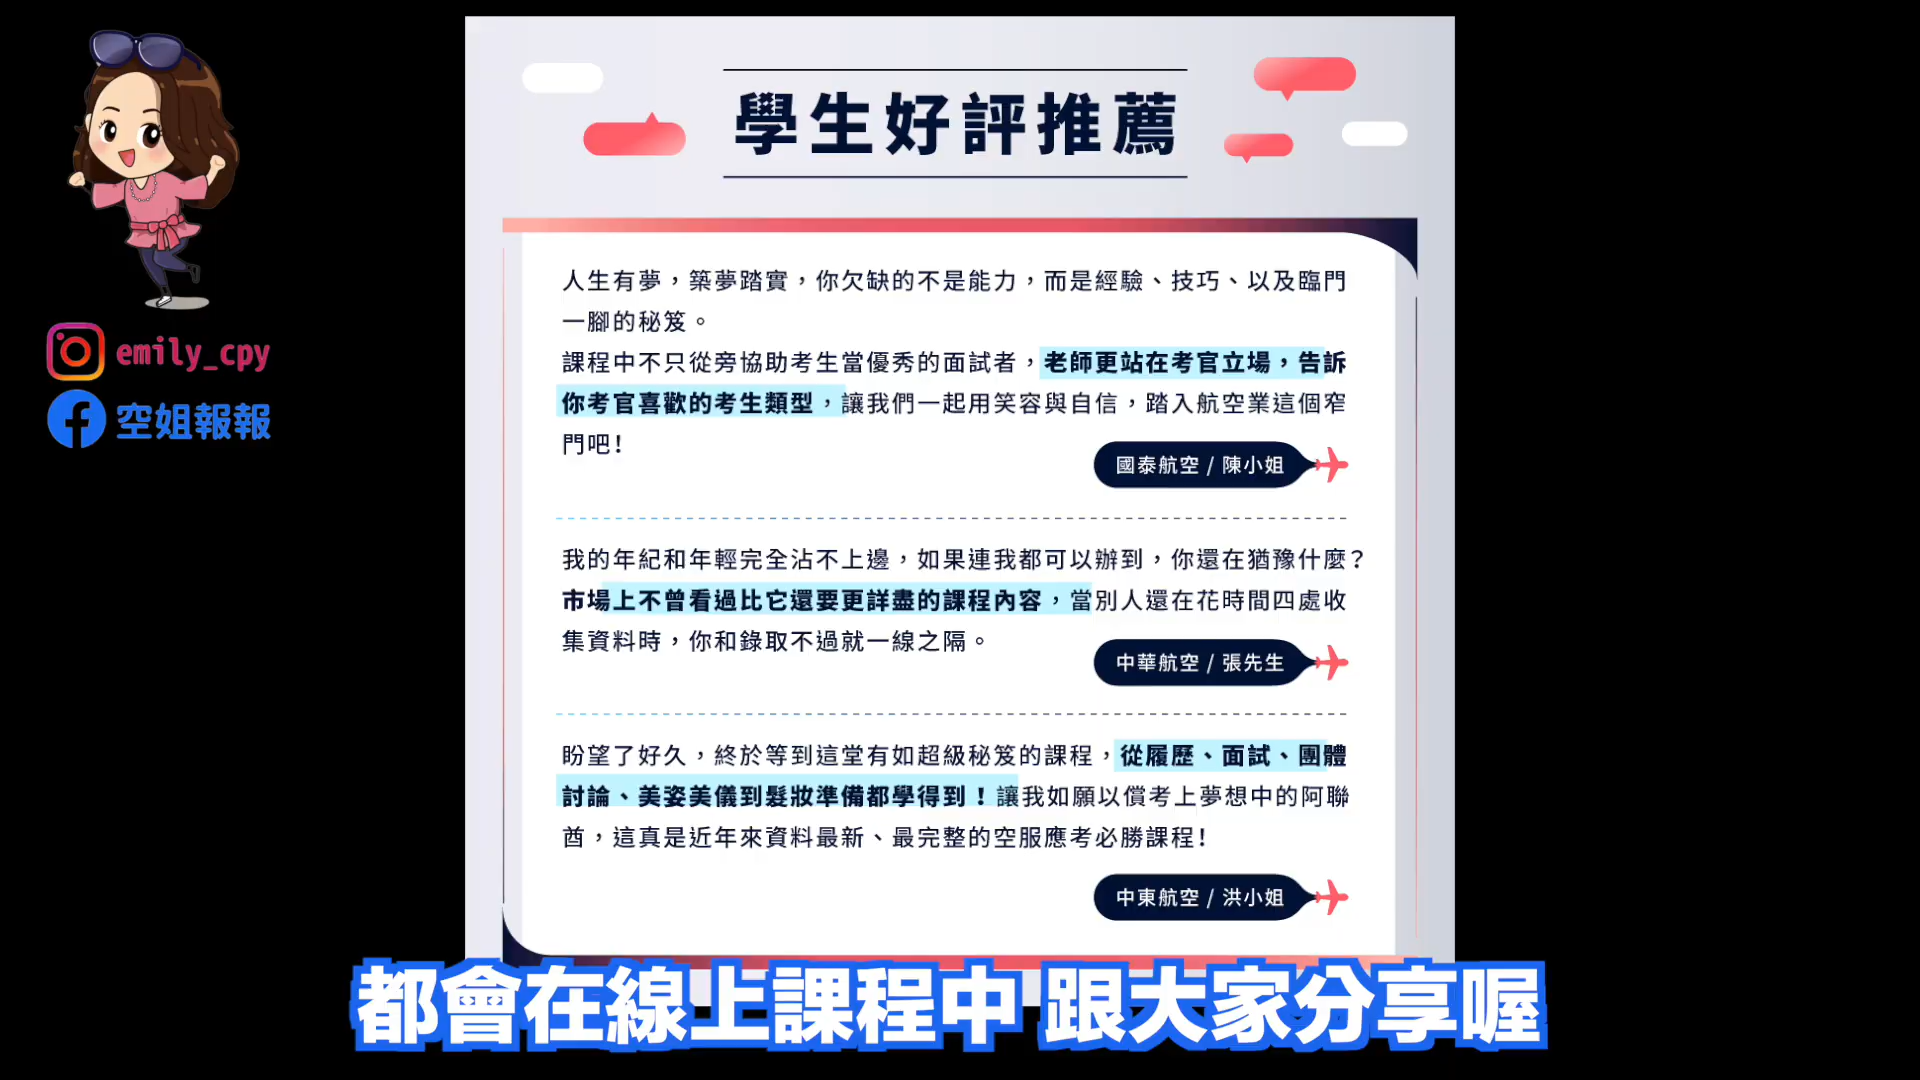 emily_cpy
空姐報報
學生好評推薦
人生有夢，築夢踏實，你欠缺的不是能力，而是經驗、技巧、以及臨門
一腳的秘笈。
課程中不只從旁協助考生當優秀的面試者，老師更站在考官立場，告訴
你考官喜歡的考生類型，讓我們一起用笑容與自信，踏入航空業這個窄
門吧！
國泰航空 / 陳小姐
我的年紀和年輕完全沾不上邊，如果連我都可以辦到，你還在猶豫什麼？
市場上不曾看過比它還要更詳盡的課程內容，當別人還在花時間四處收
集資料時，你和錄取不過就一線之隔。
中華航空 / 張先生
盼望了好久，終於等到這堂有如超級秘笈的課程，從履歷、面試、團體
討論、美姿美儀到髮妝準備都學得到！讓我如願以償考上夢想中的阿聯
酋，這真是近年來資料最新、最完整的空服應考必勝課程！
中東航空 / 洪小姐
都會在線上課程中 跟大家分享喔